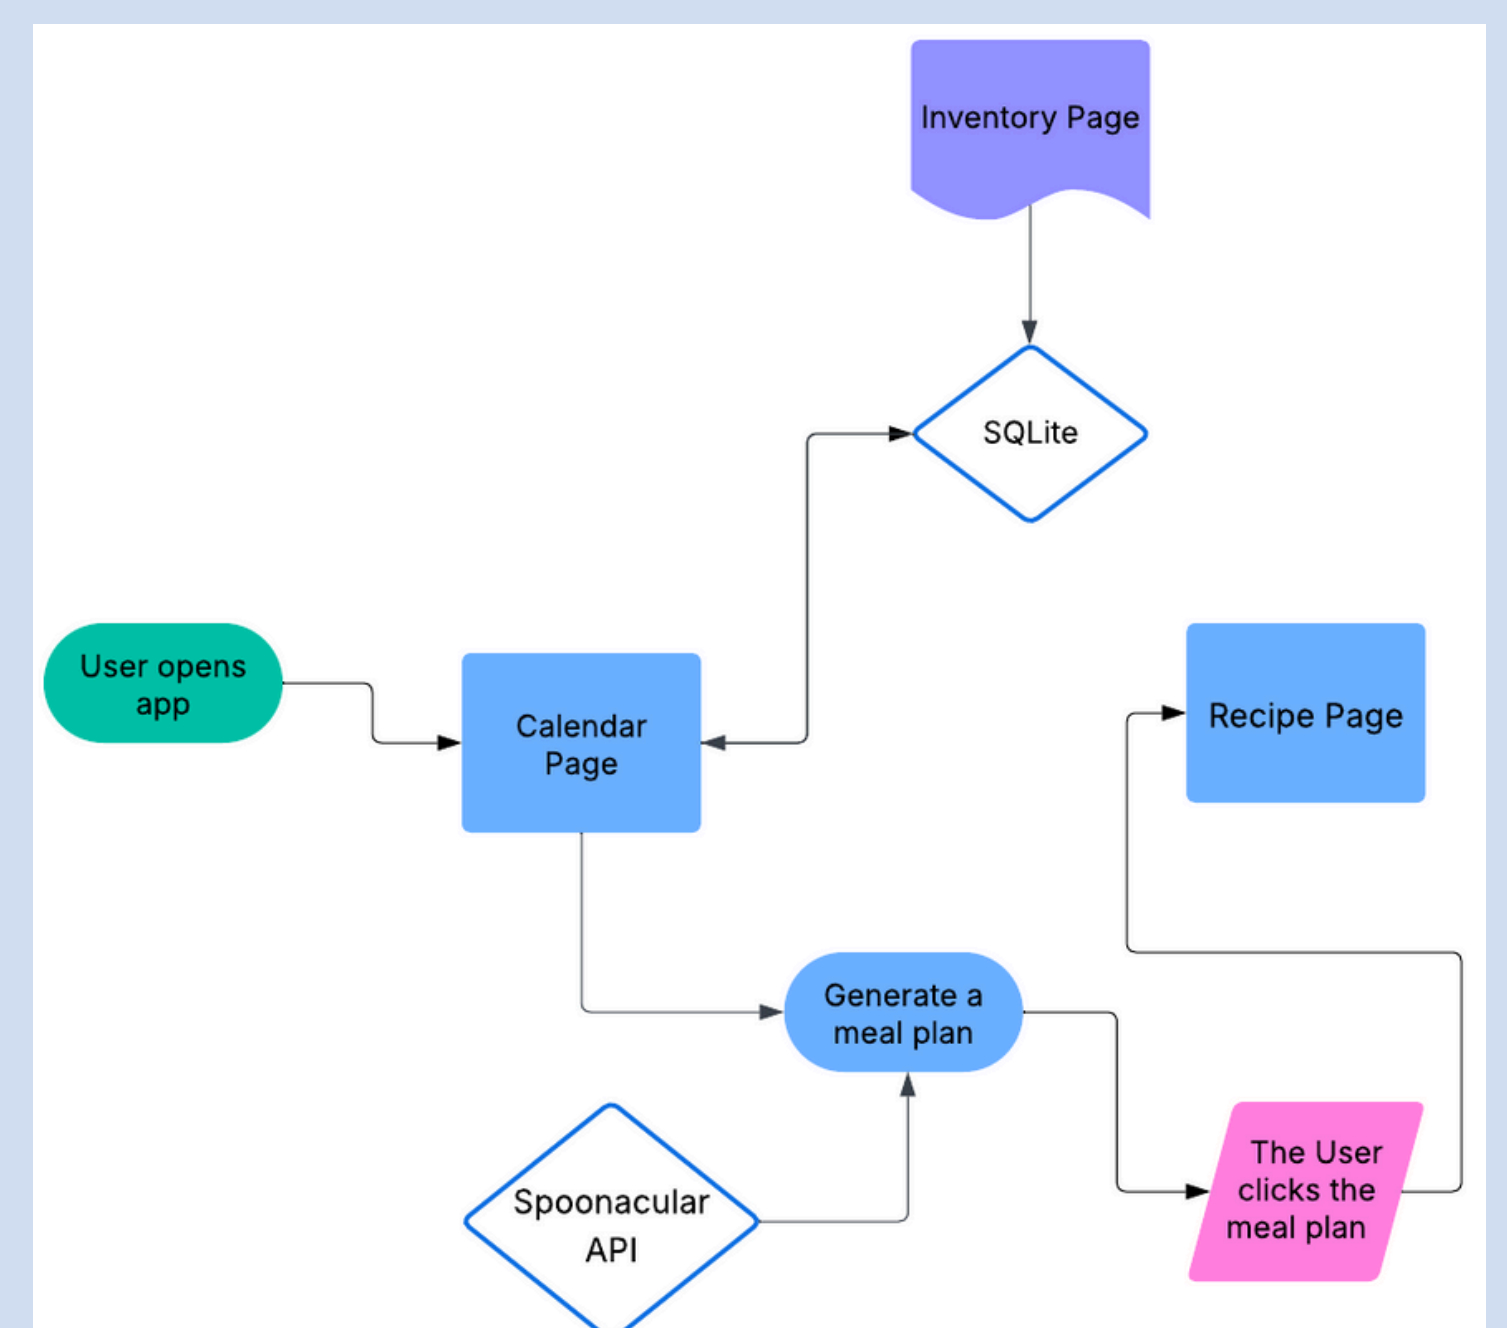 Inventory Page
SQLite
User opens
app
Calendar
Page
Recipe Page
Generate a
meal plan
Spoonacular
API
The User
clicks the
meal plan